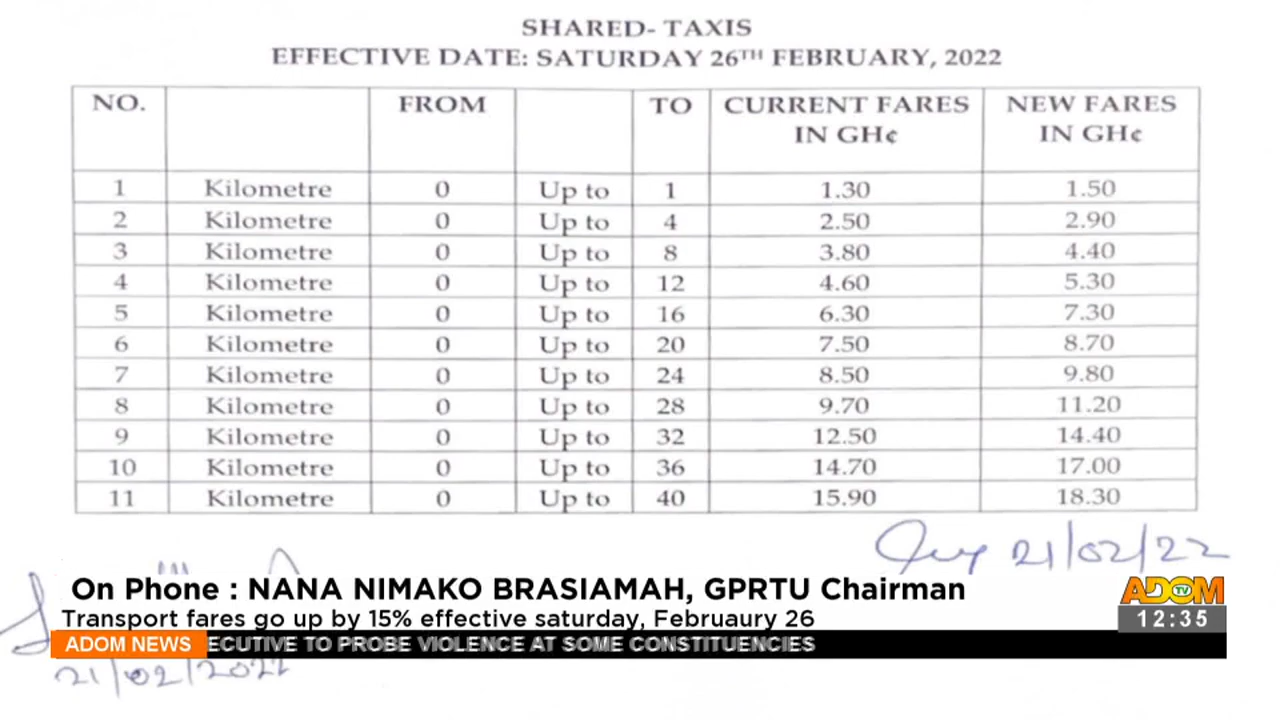 SHARED- TAXIS
EFFECTIVE DATE: SATURDAY 26TH FEBRUARY, 2022
NO. FROM TO CURRENT FARES IN GH¢ NEW FARES IN GH¢
1 Kilometre 0 Up to 1 1.30 1.50
2 Kilometre 0 Up to 4 2.50 2.90
3 Kilometre 0 Up to 8 3.80 4.40
4 Kilometre 0 Up to 12 4.60 5.30
5 Kilometre 0 Up to 16 6.30 7.30
6 Kilometre 0 Up to 20 7.50 8.70
7 Kilometre 0 Up to 24 8.50 9.80
8 Kilometre 0 Up to 28 9.70 11.20
9 Kilometre 0 Up to 32 12.50 14.40
10 Kilometre 0 Up to 36 14.70 17.00
11 Kilometre 0 Up to 40 15.90 18.30
21/02/22
On Phone : NANA NIMAKO BRASIAMAH, GPRTU Chairman
ADOM TV
Transport fares go up by 15% effective saturday, Februaury 26
12:35
ADOM NEWS ECUTIVE TO PROBE VIOLENCE AT SOME CONSTITUENCIES
21/02/2022